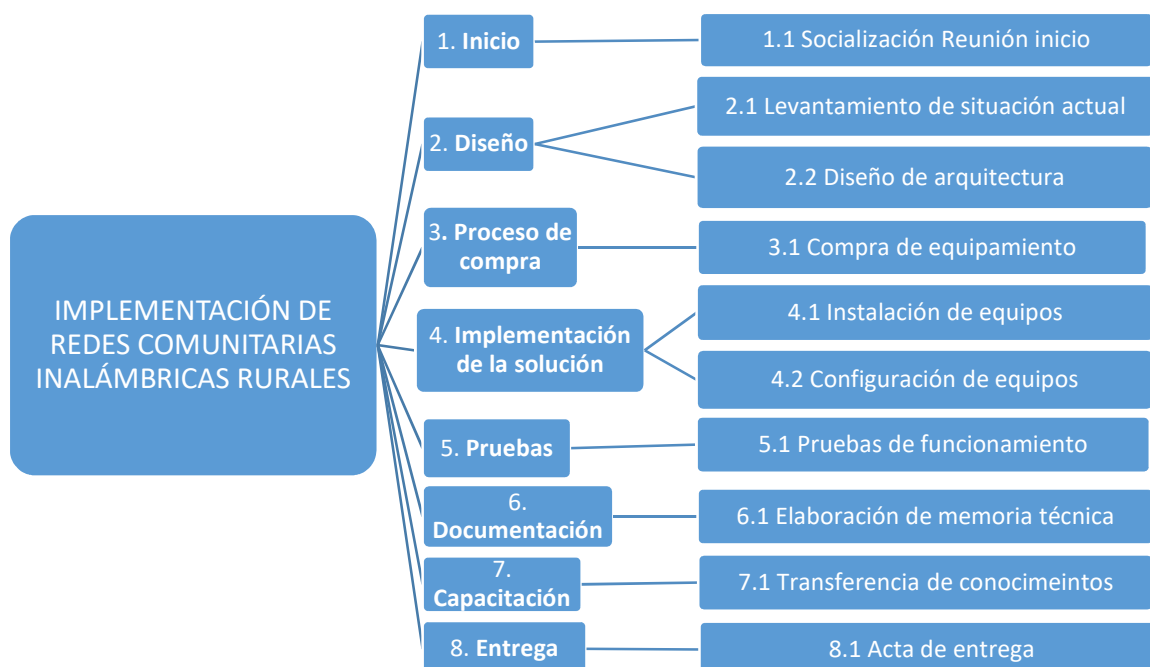 IMPLEMENTACIÓN DE
REDES COMUNITARIAS
INALÁMBRICAS RURALES
1. Inicio
1.1 Socialización Reunión inicio
2. Diseño
2.1 Levantamiento de situación actual
2.2 Diseño de arquitectura
3. Proceso de
compra
3.1 Compra de equipamiento
4. Implementación
de la solución
4.1 Instalación de equipos
4.2 Configuración de equipos
5. Pruebas
5.1 Pruebas de funcionamiento
6.
Documentación
6.1 Elaboración de memoria técnica
7.
Capacitación
7.1 Transferencia de conocimeintos
8. Entrega
8.1 Acta de entrega